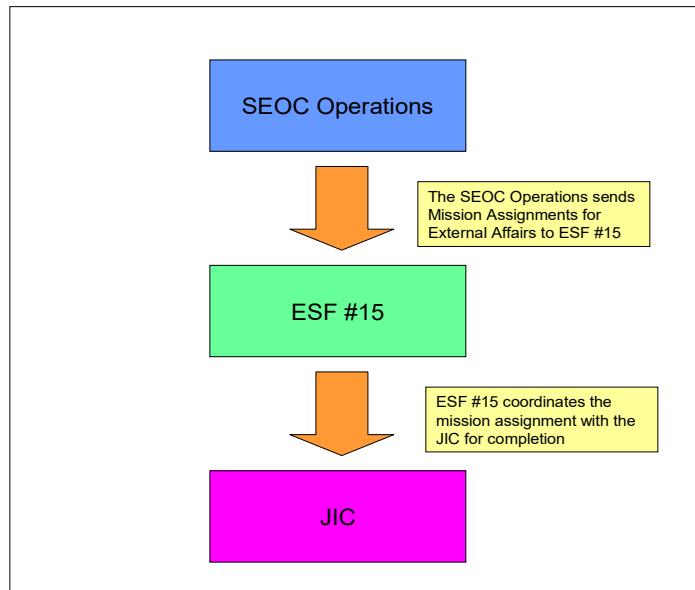 SEOC Operations
The SEOC Operations sends
Mission Assignments for
External Affairs to ESF #15
ESF #15
ESF #15 coordinates the
mission assignment with the
JIC for completion
JIC